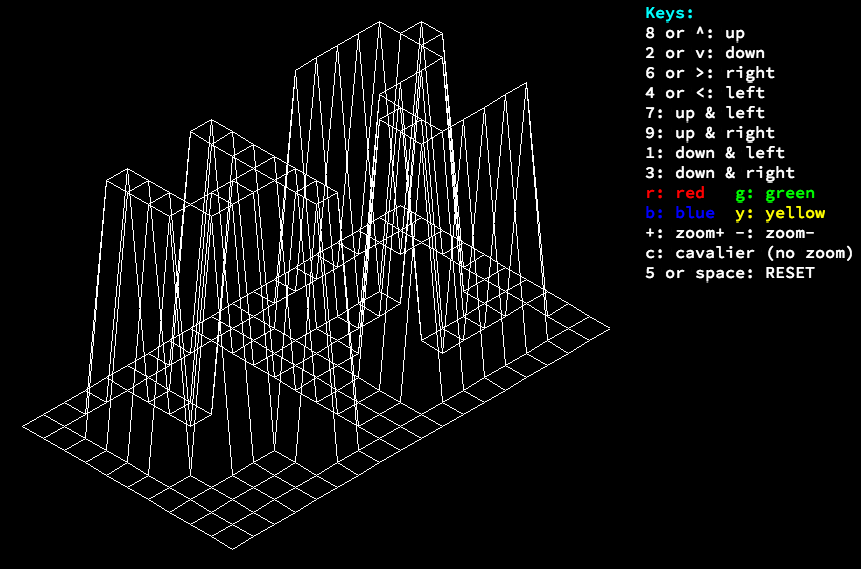 Keys:
8 or ^: up
2 or v: down
6 or >: right
4 or <: left
7: up & left
9: up & right
1: down & left
3: down & right
r: red g: green
b: blue y: yellow
+: zoom+ -: zoom-
c: cavalier (no zoom)
5 or space: RESET